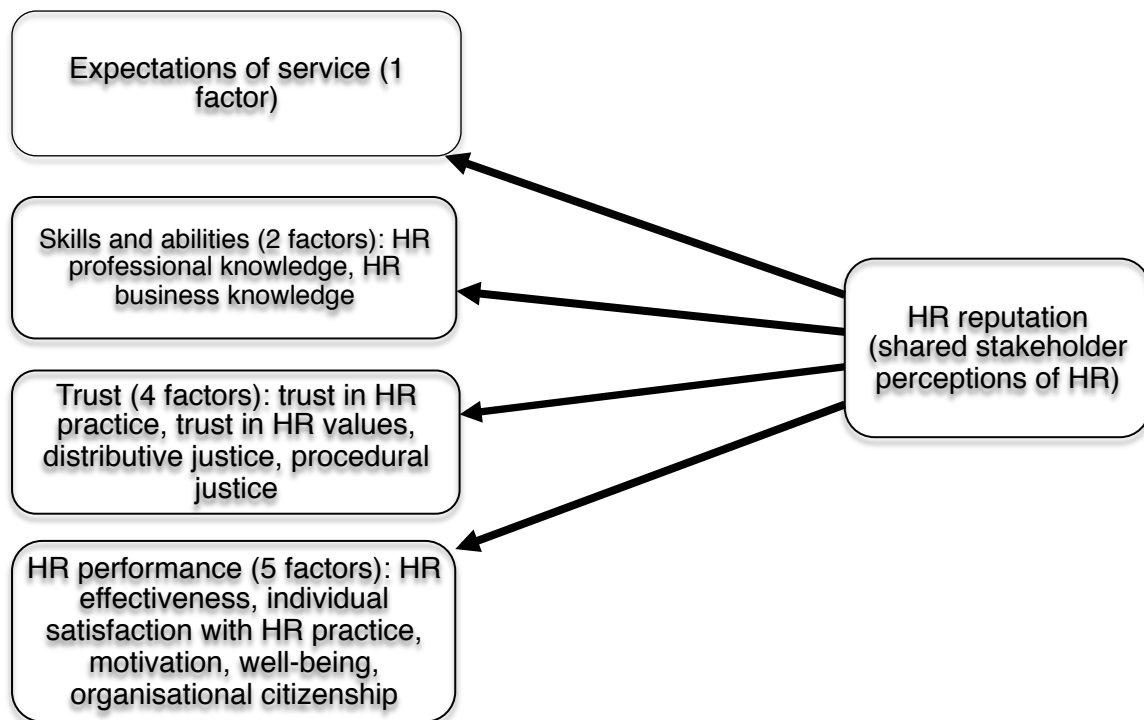 Expectations of service (1
factor)
Skills and abilities (2 factors): HR
professional knowledge, HR
business knowledge
Trust (4 factors): trust in HR
practice, trust in HR values,
distributive justice, procedural
justice
HR performance (5 factors): HR
effectiveness, individual
satisfaction with HR practice,
motivation, well-being,
organisational citizenship
HR reputation
(shared stakeholder
perceptions of HR)